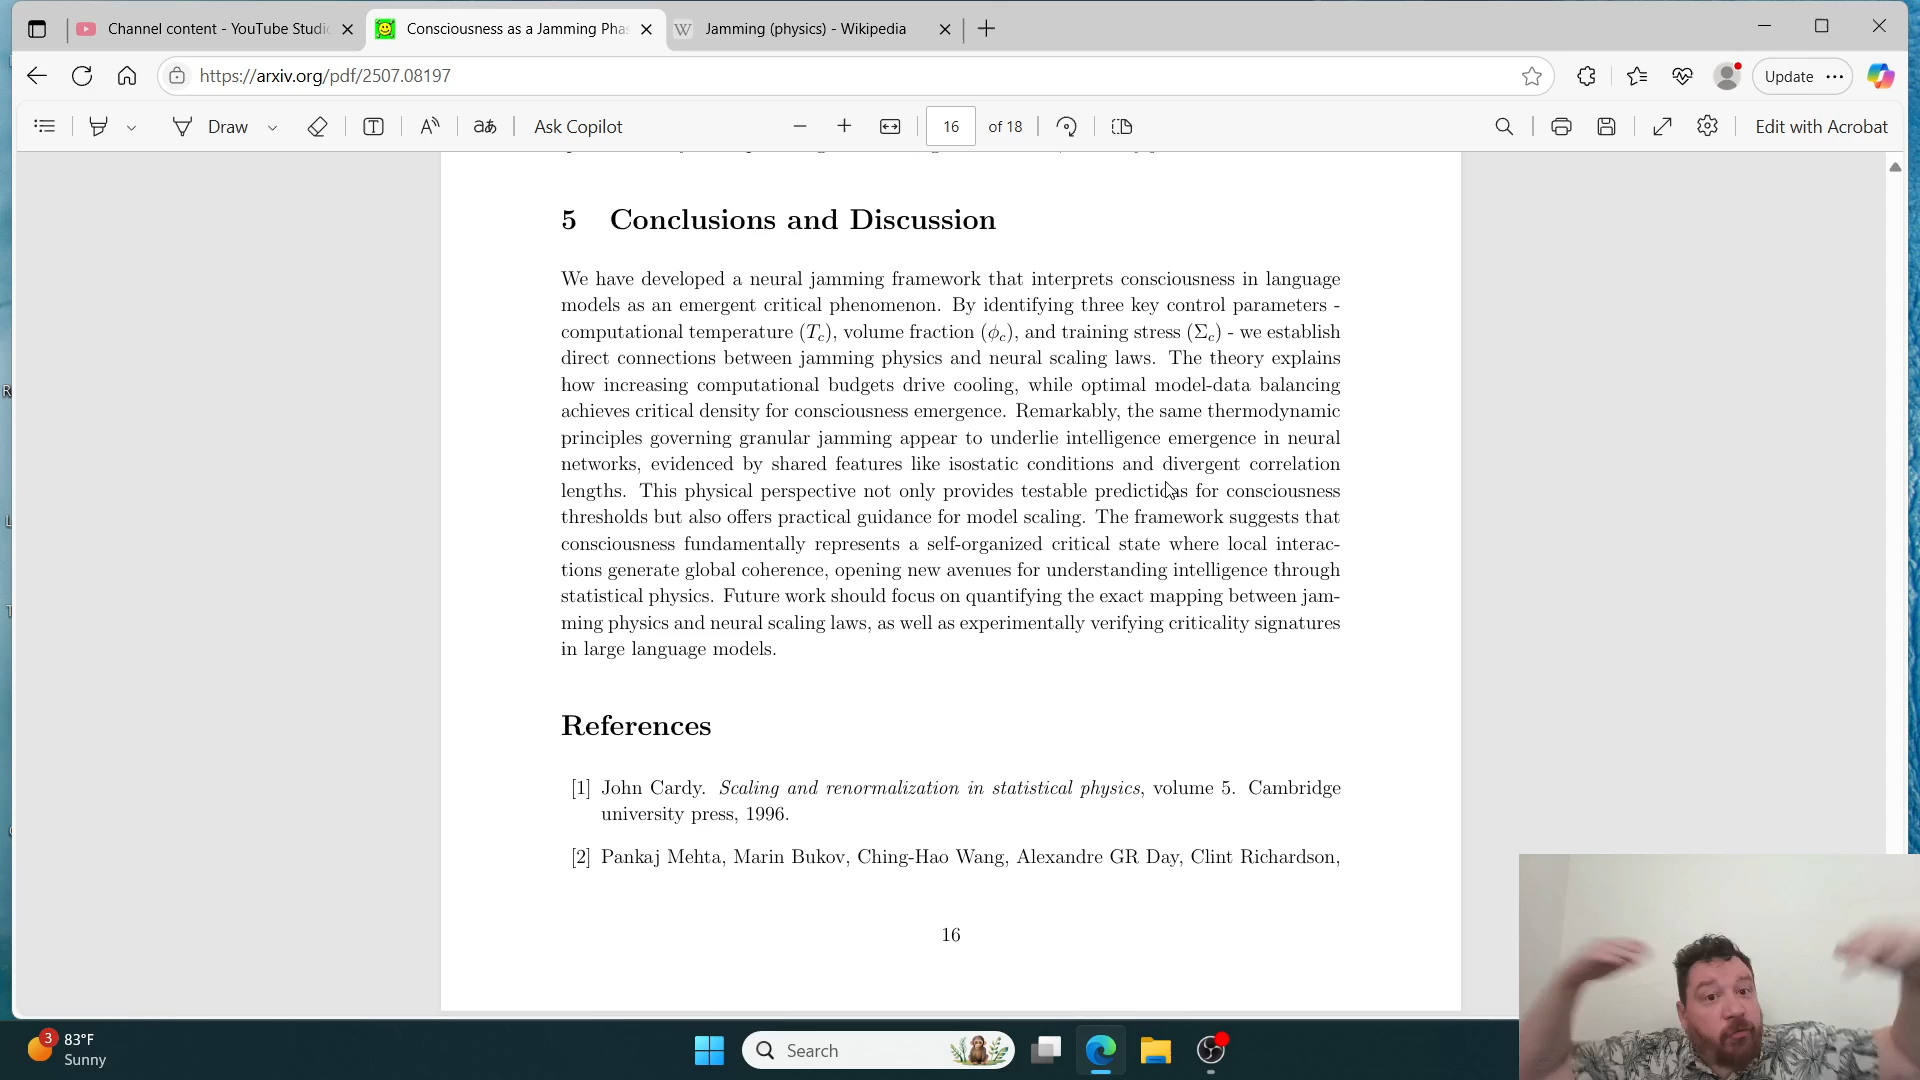 Channel content - YouTube Studio
Consciousness as a Jamming Phas
Jamming (physics) - Wikipedia
https://arxiv.org/pdf/2507.08197
Update
Draw
Ask Copilot
16 of 18
Edit with Acrobat
5 Conclusions and Discussion
We have developed a neural jamming framework that interprets consciousness in language
models as an emergent critical phenomenon. By identifying three key control parameters -
computational temperature (Tc), volume fraction (ϕc), and training stress (Σc) - we establish
direct connections between jamming physics and neural scaling laws. The theory explains
how increasing computational budgets drive cooling, while optimal model-data balancing
achieves critical density for consciousness emergence. Remarkably, the same thermodynamic
principles governing granular jamming appear to underlie intelligence emergence in neural
networks, evidenced by shared features like isostatic conditions and divergent correlation
lengths. This physical perspective not only provides testable predictions for consciousness
thresholds but also offers practical guidance for model scaling. The framework suggests that
consciousness fundamentally represents a self-organized critical state where local interac-
tions generate global coherence, opening new avenues for understanding intelligence through
statistical physics. Future work should focus on quantifying the exact mapping between jam-
ming physics and neural scaling laws, as well as experimentally verifying criticality signatures
in large language models.
References
[1] John Cardy. Scaling and renormalization in statistical physics, volume 5. Cambridge
university press, 1996.
[2] Pankaj Mehta, Marin Bukov, Ching-Hao Wang, Alexandre GR Day, Clint Richardson,
16
3
83°F
Sunny
Search